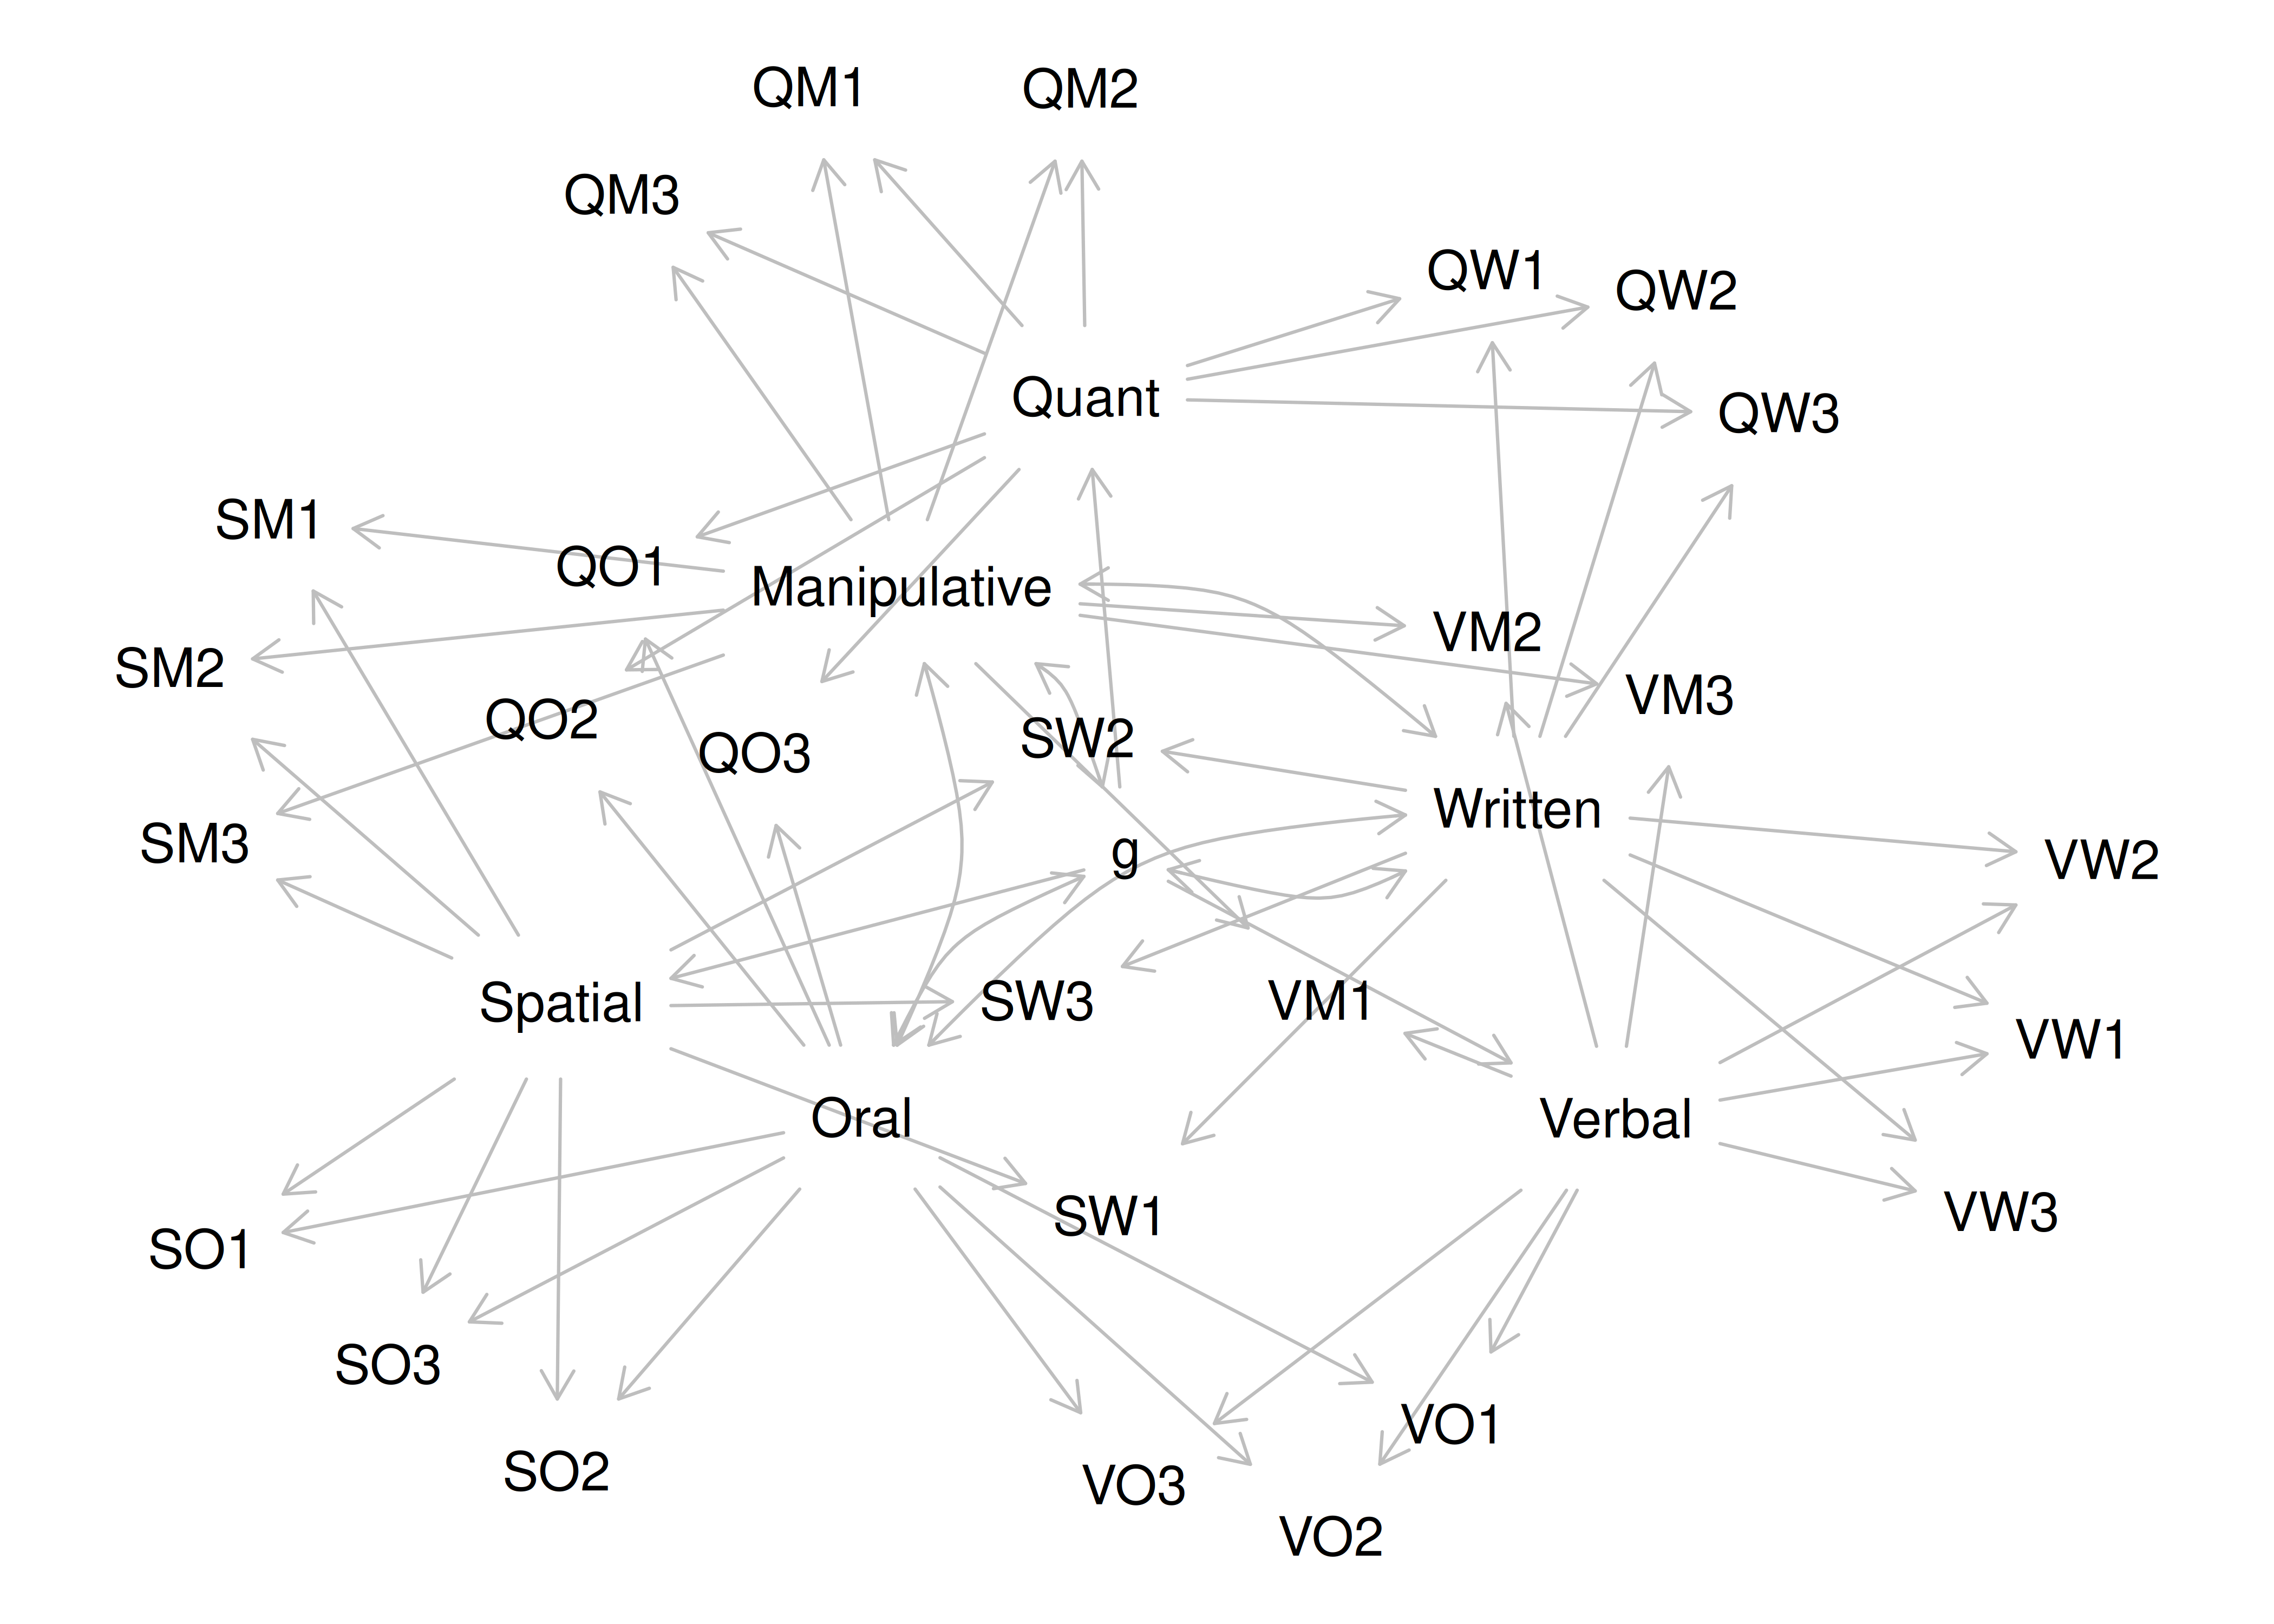 QM1
QM2
QM3
QW1
QW2
Quant
QW3
SM1
QO1
Manipulative
VM2
SM2
VM3
QO2
SW2
QO3
Written
SM3
g
VW2
Spatial
SW3
VM1
VW1
Oral
Verbal
SW1
VW3
SO1
SO3
VO1
SO2
VO3
VO2